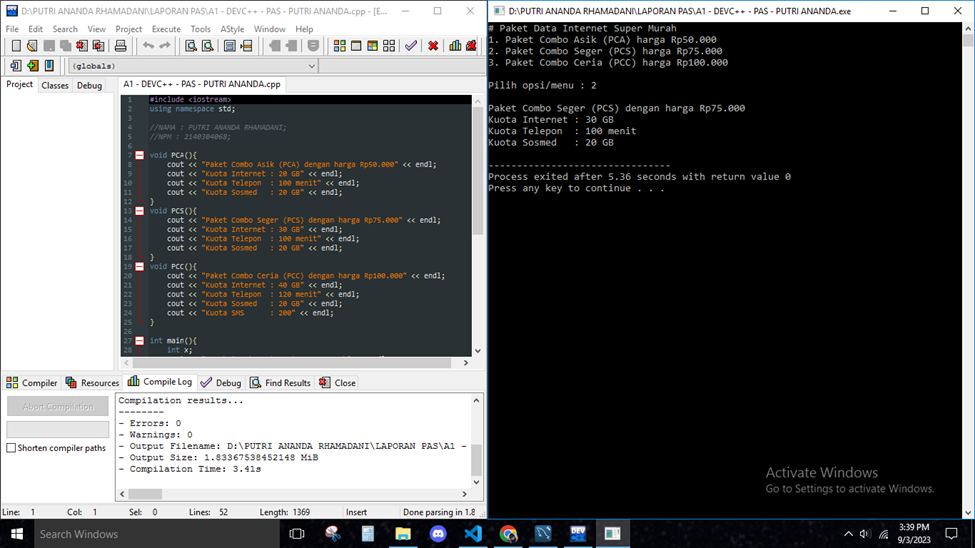 D:\PUTRI ANANDA RHAMADANI\LAPORAN PAS\A1 - DEVC++ - PAS - PUTRI ANANDA.cpp - [E...
File Edit Search View Project Execute Tools AStyle Window Help
(globals)
Project Classes Debug
A1 - DEVC++ - PAS - PUTRI ANANDA.cpp
1 #include <iostream>
2 using namespace std;
3
4 //NAMA : PUTRI ANANDA RHAMADANI;
5 //NPM : 2140304068;
6
7 void PCA(){
8 cout << "Paket Combo Asik (PCA) dengan harga Rp50.000" << endl;
9 cout << "Kuota Internet : 20 GB" << endl;
10 cout << "Kuota Telepon  : 100 menit" << endl;
11 cout << "Kuota Sosmed   : 20 GB" << endl;
12 }
13 void PCS(){
14 cout << "Paket Combo Seger (PCS) dengan harga Rp75.000" << endl;
15 cout << "Kuota Internet : 30 GB" << endl;
16 cout << "Kuota Telepon  : 100 menit" << endl;
17 cout << "Kuota Sosmed   : 20 GB" << endl;
18 }
19 void PCC(){
20 cout << "Paket Combo Ceria (PCC) dengan harga Rp100.000" << endl;
21 cout << "Kuota Internet : 40 GB" << endl;
22 cout << "Kuota Telepon  : 120 menit" << endl;
23 cout << "Kuota Sosmed   : 20 GB" << endl;
24 cout << "Kuota SMS      : 200" << endl;
25 }
26
27 int main(){
28 int x;
Compiler Resources Compile Log Debug Find Results Close
Abort Compilation
Shorten compiler paths
Compilation results...
--------
- Errors: 0
- Warnings: 0
- Output Filename: D:\PUTRI ANANDA RHAMADANI\LAPORAN PAS\A1 -
- Output Size: 1.83367538452148 MiB
- Compilation Time: 3.41s
Line: 1 Col: 1 Sel: 0 Lines: 52 Length: 1369 Insert Done parsing in 1.8
D:\PUTRI ANANDA RHAMADANI\LAPORAN PAS\A1 - DEVC++ - PAS - PUTRI ANANDA.exe
# Paket Data Internet Super Murah
1. Paket Combo Asik (PCA) harga Rp50.000
2. Paket Combo Seger (PCS) harga Rp75.000
3. Paket Combo Ceria (PCC) harga Rp100.000
Pilih opsi/menu : 2
Paket Combo Seger (PCS) dengan harga Rp75.000
Kuota Internet : 30 GB
Kuota Telepon  : 100 menit
Kuota Sosmed   : 20 GB
--------------------------------
Process exited after 5.36 seconds with return value 0
Press any key to continue . . .
Activate Windows
Go to Settings to activate Windows.
Search Windows
DEV
3:39 PM
9/3/2023